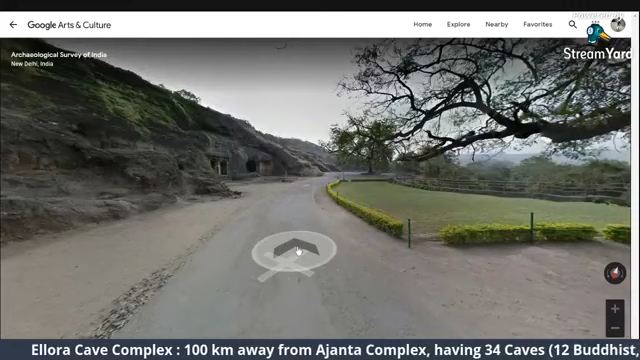 Google Arts & Culture
Home
Explore
Nearby
Favorites
Archaeological Survey of India
New Delhi, India
StreamYard
Ellora Cave Complex : 100 km away from Ajanta Complex, having 34 Caves (12 Buddhist,